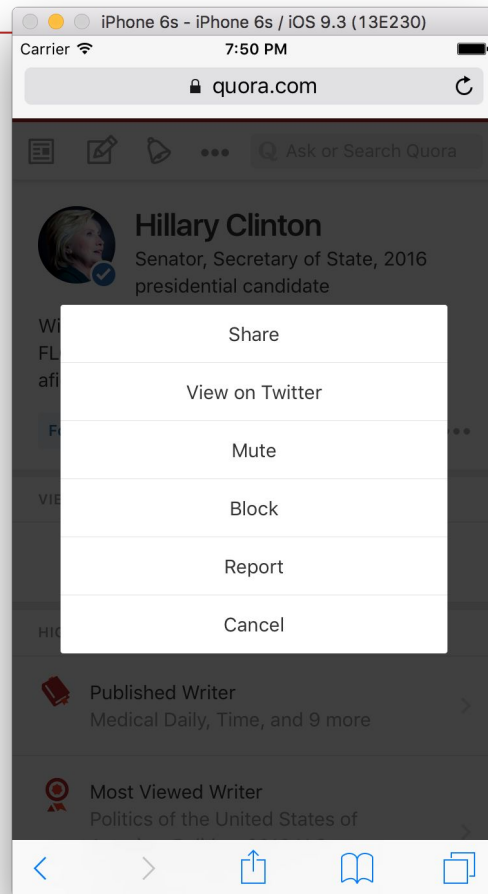 iPhone 6s - iPhone 6s / iOS 9.3 (13E230)
Carrier 7:50 PM
quora.com
Q Ask or Search Quora
Hillary Clinton
Senator, Secretary of State, 2016
presidential candidate
Share
View on Twitter
Mute
Block
Report
Cancel
Published Writer
Medical Daily, Time, and 9 more
Most Viewed Writer
Politics of the United States of